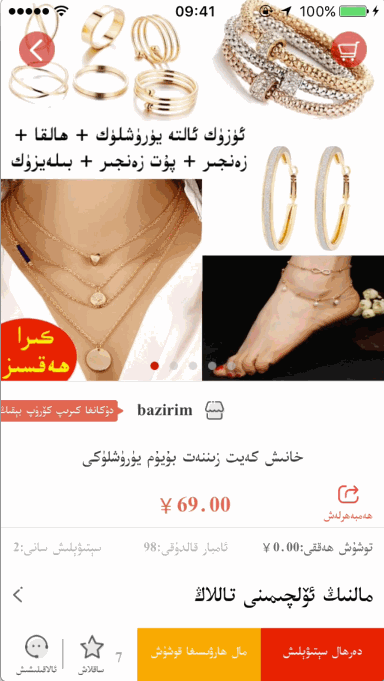 09:41
100%
ئۈزۈك ئالتە يۈرۈشلۈك + ھالقا +
زەنجىر + پۇت زەنجىر + بىلەيزۈك
كىرا
ھەقسىز
دۇكانغا كىرىپ كۆرۈپ بېقىڭ
bazirim
خانىش كەيت زىننەت بۇيۇم يۈرۈشلۈكى
¥69.00
ھەمبەھرلەش
توشۇش ھەققى:¥0.00
ئامبار قالدۇقى:98
سېتىۋېلىش سانى:2
مالنىڭ ئۆلچىمىنى تاللاڭ
ئالاقىلىشىش
ساقلاش
7
مال ھارۋىسىغا قوشۇش
دەرھال سېتىۋېلىش